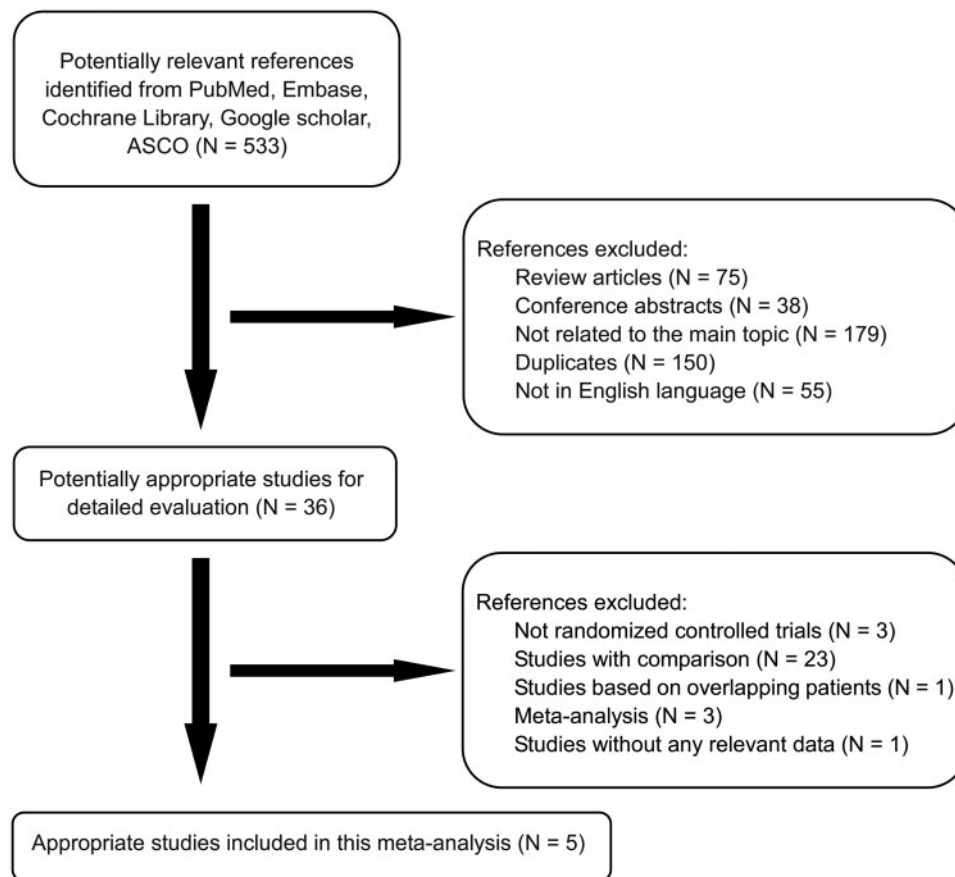 Potentially relevant references
identified from PubMed, Embase,
Cochrane Library, Google scholar,
ASCO (N = 533)
References excluded:
Review articles (N = 75)
Conference abstracts (N = 38)
Not related to the main topic (N = 179)
Duplicates (N = 150)
Not in English language (N = 55)
Potentially appropriate studies for
detailed evaluation (N = 36)
References excluded:
Not randomized controlled trials (N = 3)
Studies with comparison (N = 23)
Studies based on overlapping patients (N = 1)
Meta-analysis (N = 3)
Studies without any relevant data (N = 1)
Appropriate studies included in this meta-analysis (N = 5)